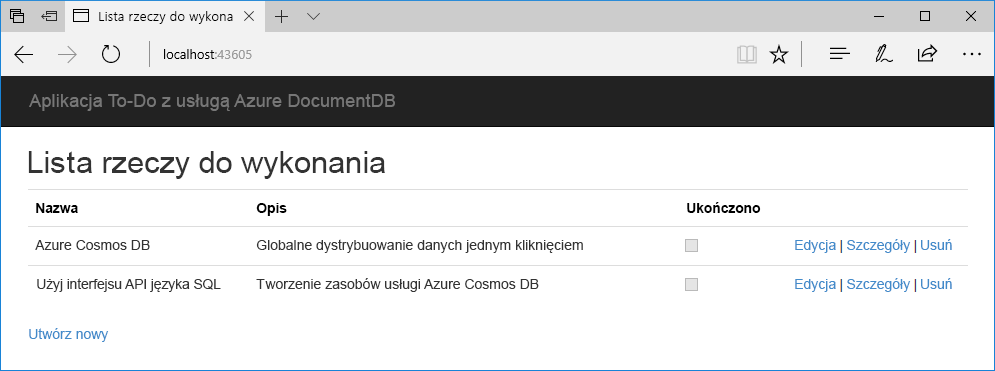 Lista rzeczy do wykona
localhost:43605
Aplikacja To-Do z usługą Azure DocumentDB
Lista rzeczy do wykonania
Nazwa Opis Ukończono
Azure Cosmos DB Globalne dystrybuowanie danych jednym kliknięciem Edycja | Szczegóły | Usuń
Użyj interfejsu API języka SQL Tworzenie zasobów usługi Azure Cosmos DB Edycja | Szczegóły | Usuń
Utwórz nowy